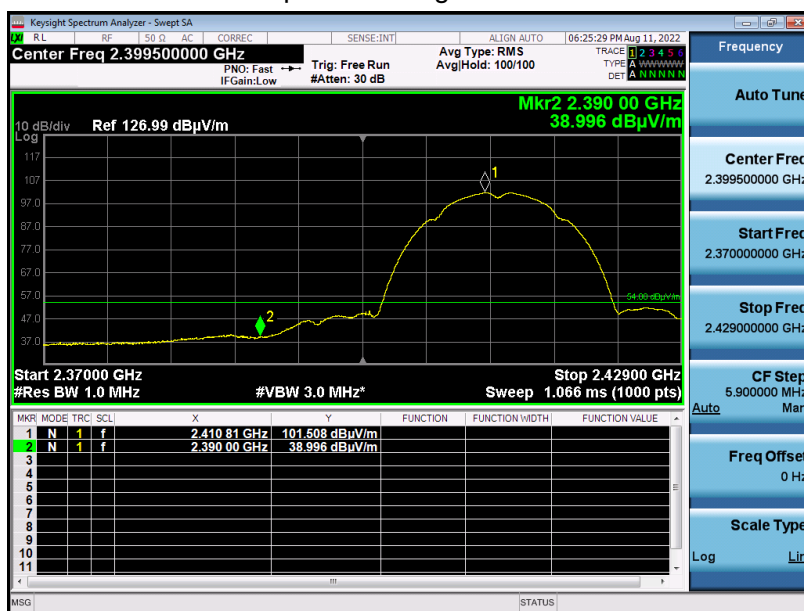 Keysight Spectrum Analyzer - Swept SA
LXI RL RF 50 Ω AC CORREC SENSE:INT ALIGN AUTO 06:25:29 PM Aug 11, 2022
Center Freq 2.399500000 GHz
PNO: Fast
IFGain:Low
Trig: Free Run
#Atten: 30 dB
Avg Type: RMS
Avg|Hold: 100/100
TRACE 1 2 3 4 5 6
TYPE A WWWWW
DET A N N N N N
Mkr2 2.390 00 GHz
38.996 dBµV/m
10 dB/div Ref 126.99 dBµV/m
Log
117
107
97.0
87.0
77.0
67.0
57.0
47.0
37.0
1
2
54.00 dBµV/m
Start 2.37000 GHz Stop 2.42900 GHz
#Res BW 1.0 MHz #VBW 3.0 MHz* Sweep 1.066 ms (1000 pts)
MKR MODE TRC SCL X Y FUNCTION FUNCTION WIDTH FUNCTION VALUE
1 N 1 f 2.410 81 GHz 101.508 dBµV/m
2 N 1 f 2.390 00 GHz 38.996 dBµV/m
3
4
5
6
7
8
9
10
11
MSG STATUS
Frequency
Auto Tune
Center Freq
2.399500000 GHz
Start Freq
2.370000000 GHz
Stop Freq
2.429000000 GHz
CF Step
5.900000 MHz
Auto Man
Freq Offset
0 Hz
Scale Type
Log Lin